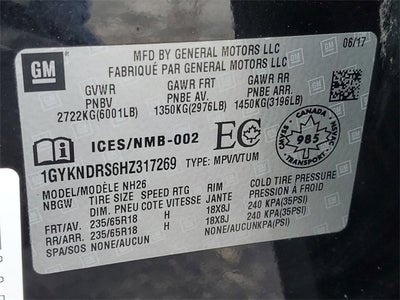 GM
MFD BY GENERAL MOTORS LLC
FABRIQUÉ PAR GENERAL MOTORS LLC
06/17
GVWR GAWR FRT GAWR RR
PNBV PNBE AV. PNBE AR.
2722KG(6001LB) 1350KG(2976LB) 1450KG(3196LB)
ICES/NMB-002 EC
CANADA
985
TRANSPORT
1GYKNDRS6HZ317269 TYPE: MPV/VTUM
MODEL/MODÈLE NH26
NBGW TIRE SIZE SPEED RTG RIM COLD TIRE PRESSURE
DIM. PNEU COTE VITESSE JANTE PRESSION A FROID
FRT/AV. 235/65R18 H 18X8J 240 KPA(35PSI)
RR/ARR. 235/65R18 H 18X8J 240 KPA(35PSI)
SPA/SOS NONE/AUCUN NONE/AUCUN NONE/AUCUNKPA(PSI)